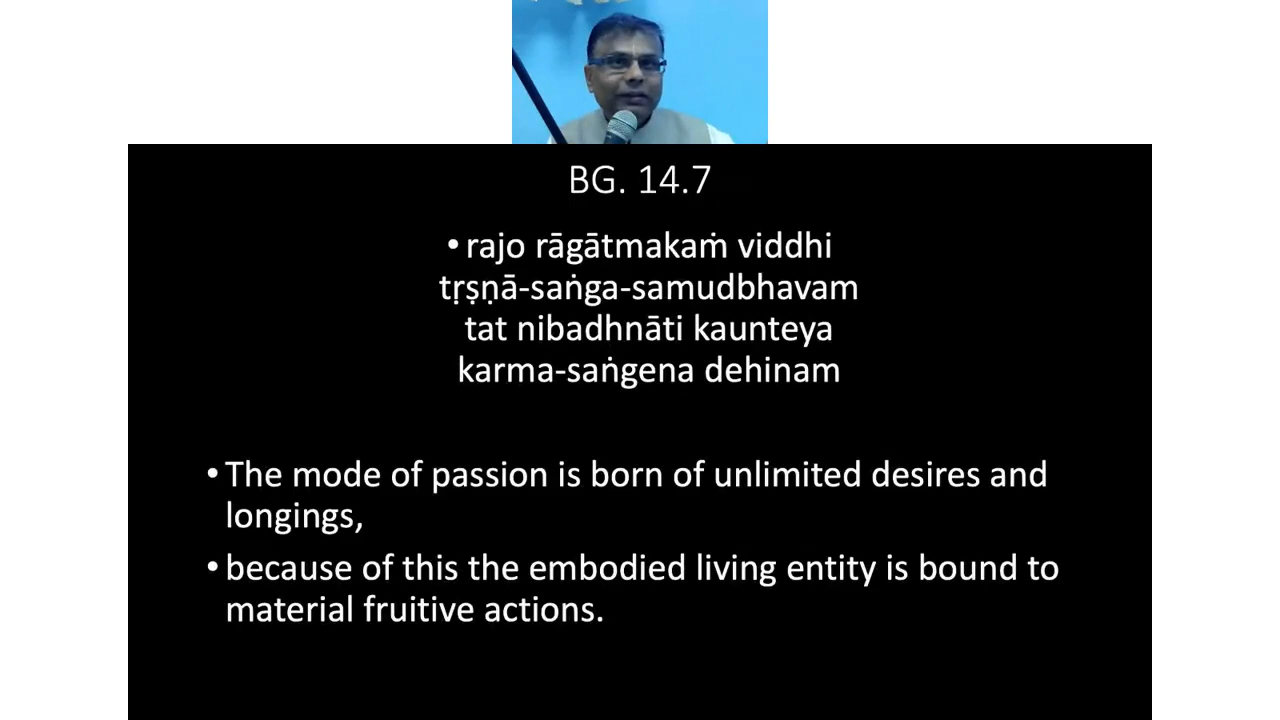 BG. 14.7
• rajo rāgātmakaṁ viddhi
tṛṣṇā-saṅga-samudbhavam
tat nibadhnāti kaunteya
karma-saṅgena dehinam
• The mode of passion is born of unlimited desires and
longings,
• because of this the embodied living entity is bound to
material fruitive actions.